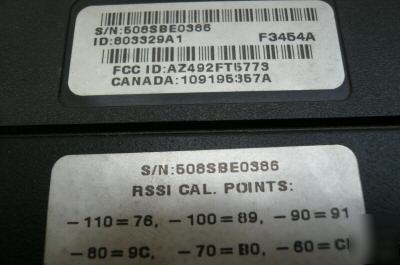 S/N:508SBE0386
ID:803329A1 F3454A
FCC ID:AZ492FT5773
CANADA:109195357A
S/N:508SBE0386
RSSI CAL. POINTS:
-110=76, -100=89, -90=91
-80=9C, -70=B0, -60=